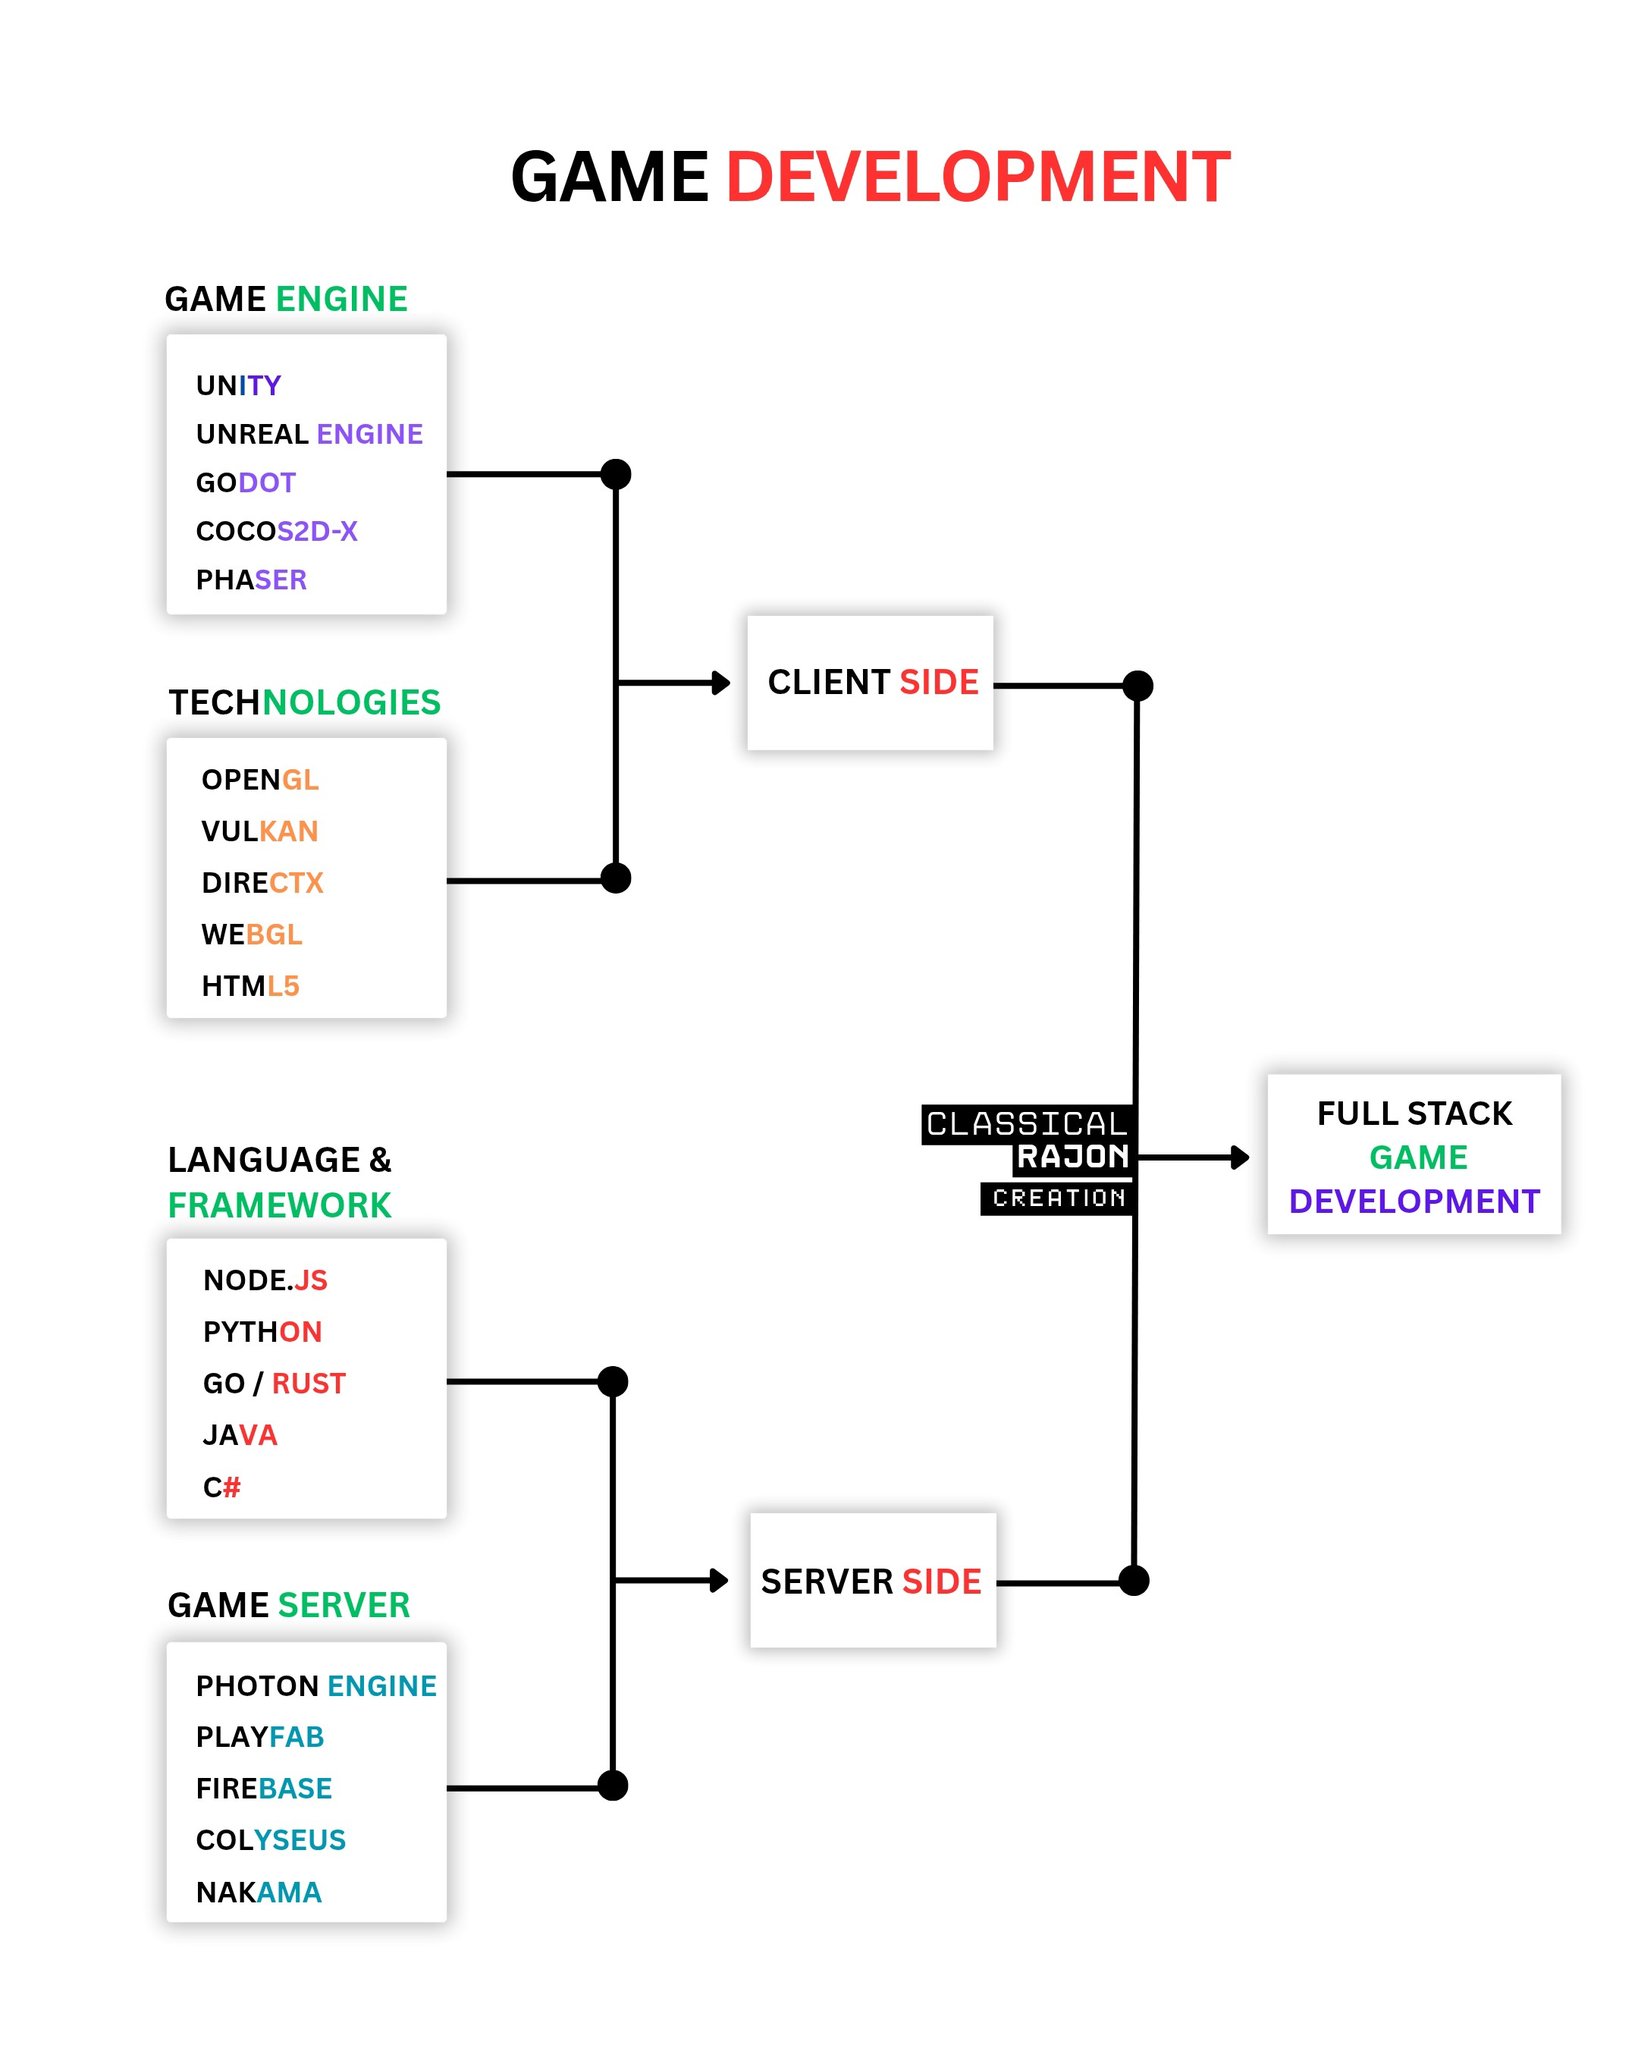 GAME DEVELOPMENT
GAME ENGINE
UNITY
UNREAL ENGINE
GODOT
COCOS2D-X
PHASER
TECHNOLOGIES
OPENGL
VULKAN
DIRECTX
WEBGL
HTML5
CLIENT SIDE
LANGUAGE &
FRAMEWORK
NODE.JS
PYTHON
GO / RUST
JAVA
C#
GAME SERVER
PHOTON ENGINE
PLAYFAB
FIREBASE
COLYSEUS
NAKAMA
SERVER SIDE
CLASSICAL
RAJON
CREATION
FULL STACK
GAME
DEVELOPMENT